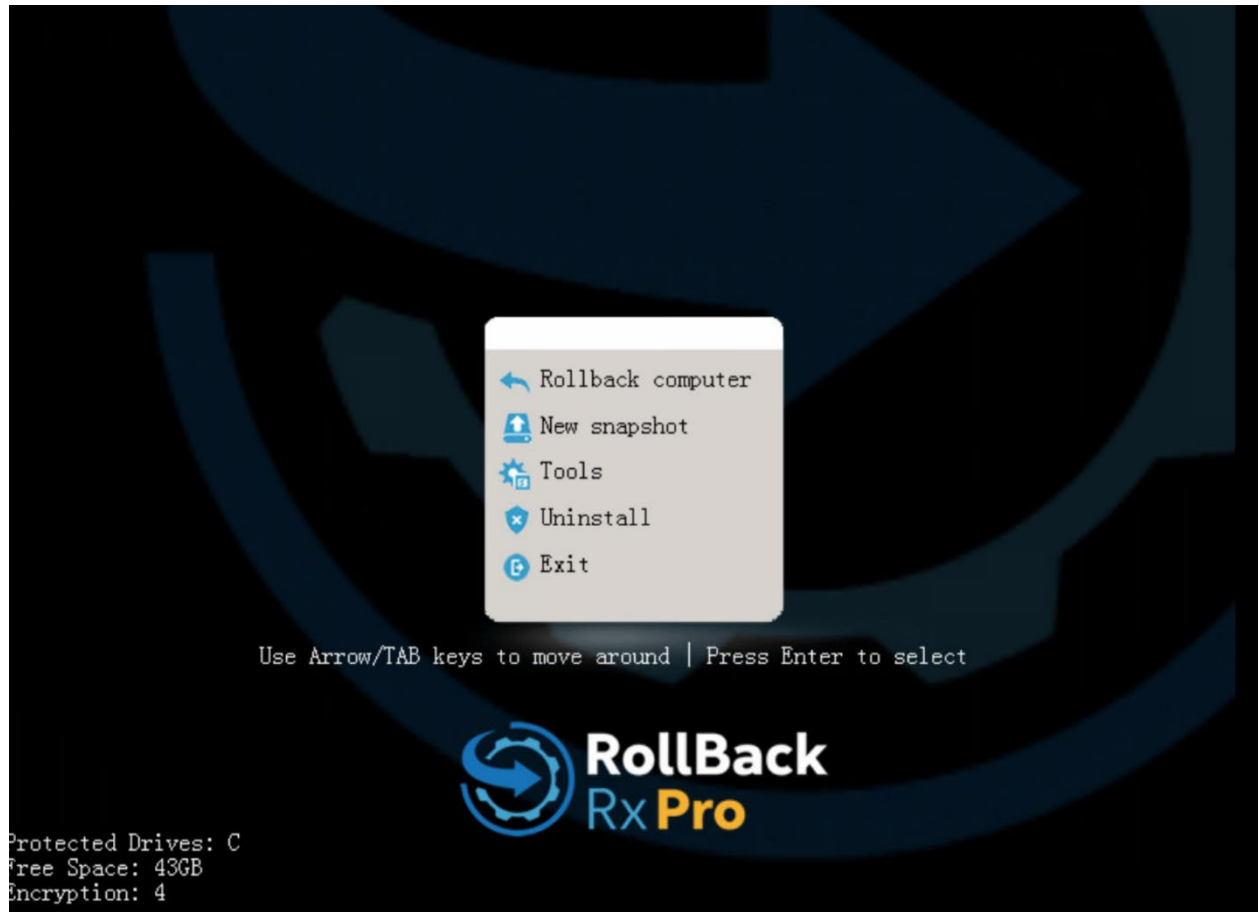 Rollback computer
New snapshot
Tools
Uninstall
Exit
Use Arrow/TAB keys to move around | Press Enter to select
RollBack
Rx Pro
Protected Drives: C
Free Space: 43GB
Encryption: 4